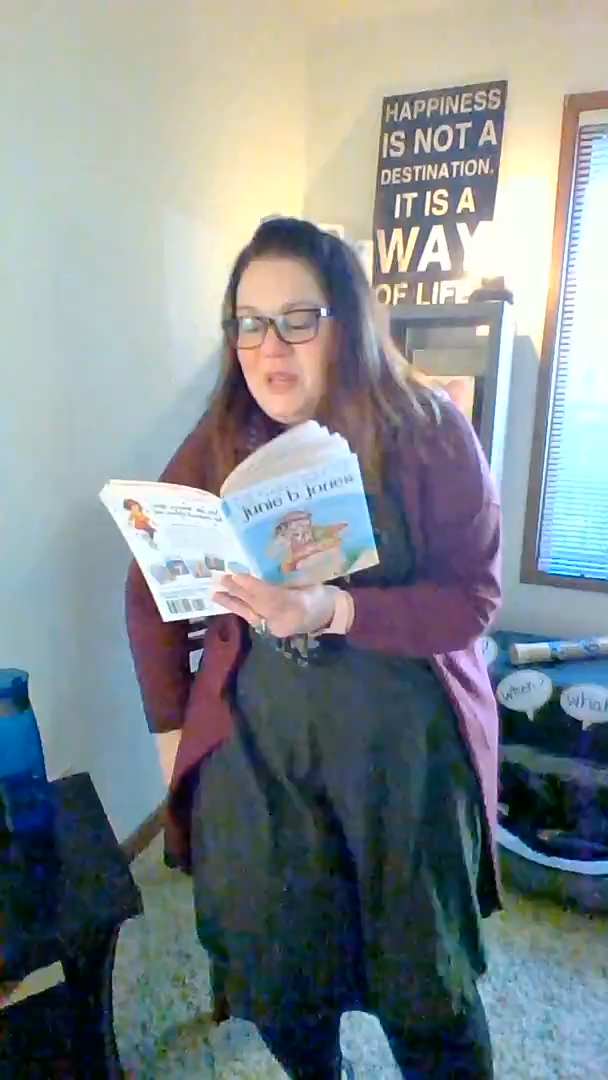 HAPPINESS
IS NOT A
DESTINATION.
IT IS A
WAY
OF LIFE
junie b. jones
when?
what